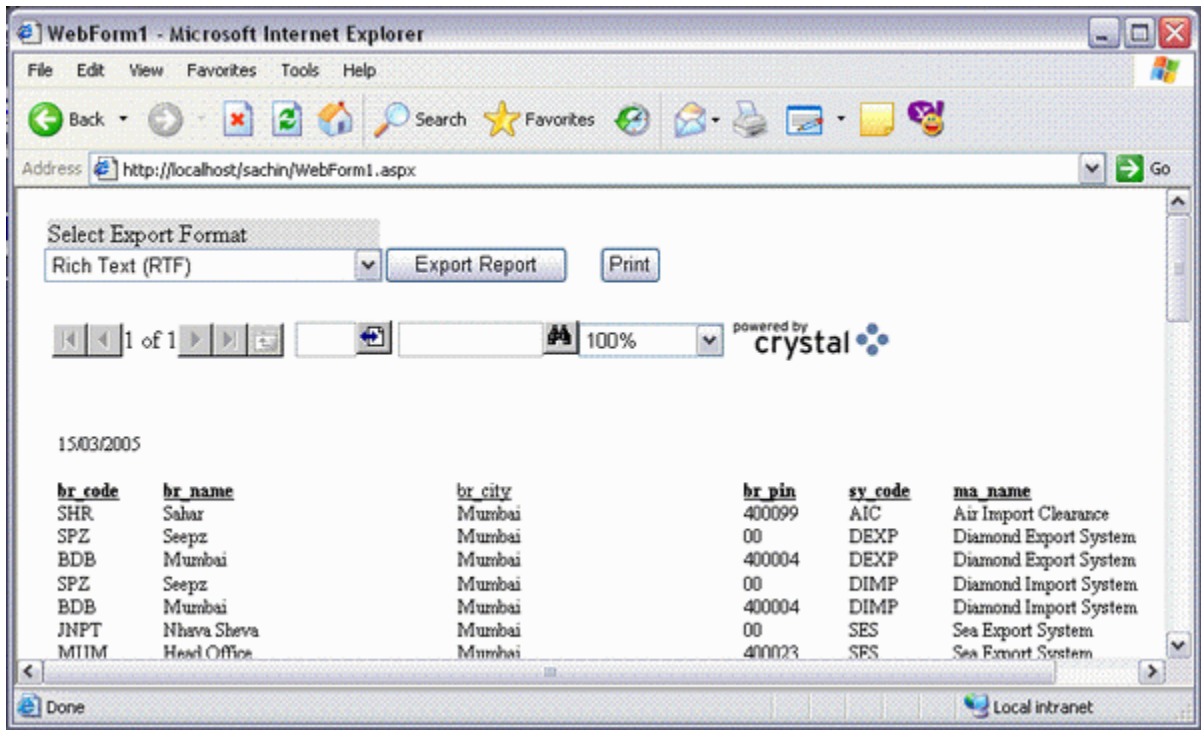 WebForm1 - Microsoft Internet Explorer
File Edit View Favorites Tools Help
Back Search Favorites
Address http://localhost/sachin/WebForm1.aspx Go
Select Export Format
Rich Text (RTF) Export Report Print
1 of 1 100% powered by crystal
15/03/2005
br_code br_name br_city br_pin sy_code ma_name
SHR Sahar Mumbai 400099 AIC Air Import Clearance
SPZ Seepz Mumbai 00 DEXP Diamond Export System
BDB Mumbai Mumbai 400004 DEXP Diamond Export System
SPZ Seepz Mumbai 00 DIMP Diamond Import System
BDB Mumbai Mumbai 400004 DIMP Diamond Import System
JNPT Nhava Sheva Mumbai 00 SES Sea Export System
MUM Head Office Mumbai 400023 SES Sea Export System
Done Local intranet